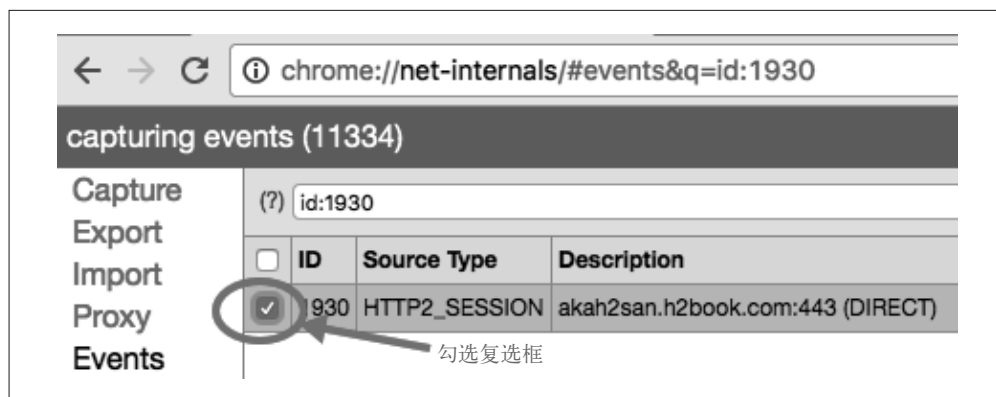 chrome://net-internals/#events&q=id:1930
capturing events (11334)
Capture
Export
Import
Proxy
Events
(?) id:1930
ID Source Type Description
1930 HTTP2_SESSION akah2san.h2book.com:443 (DIRECT)
勾选复选框